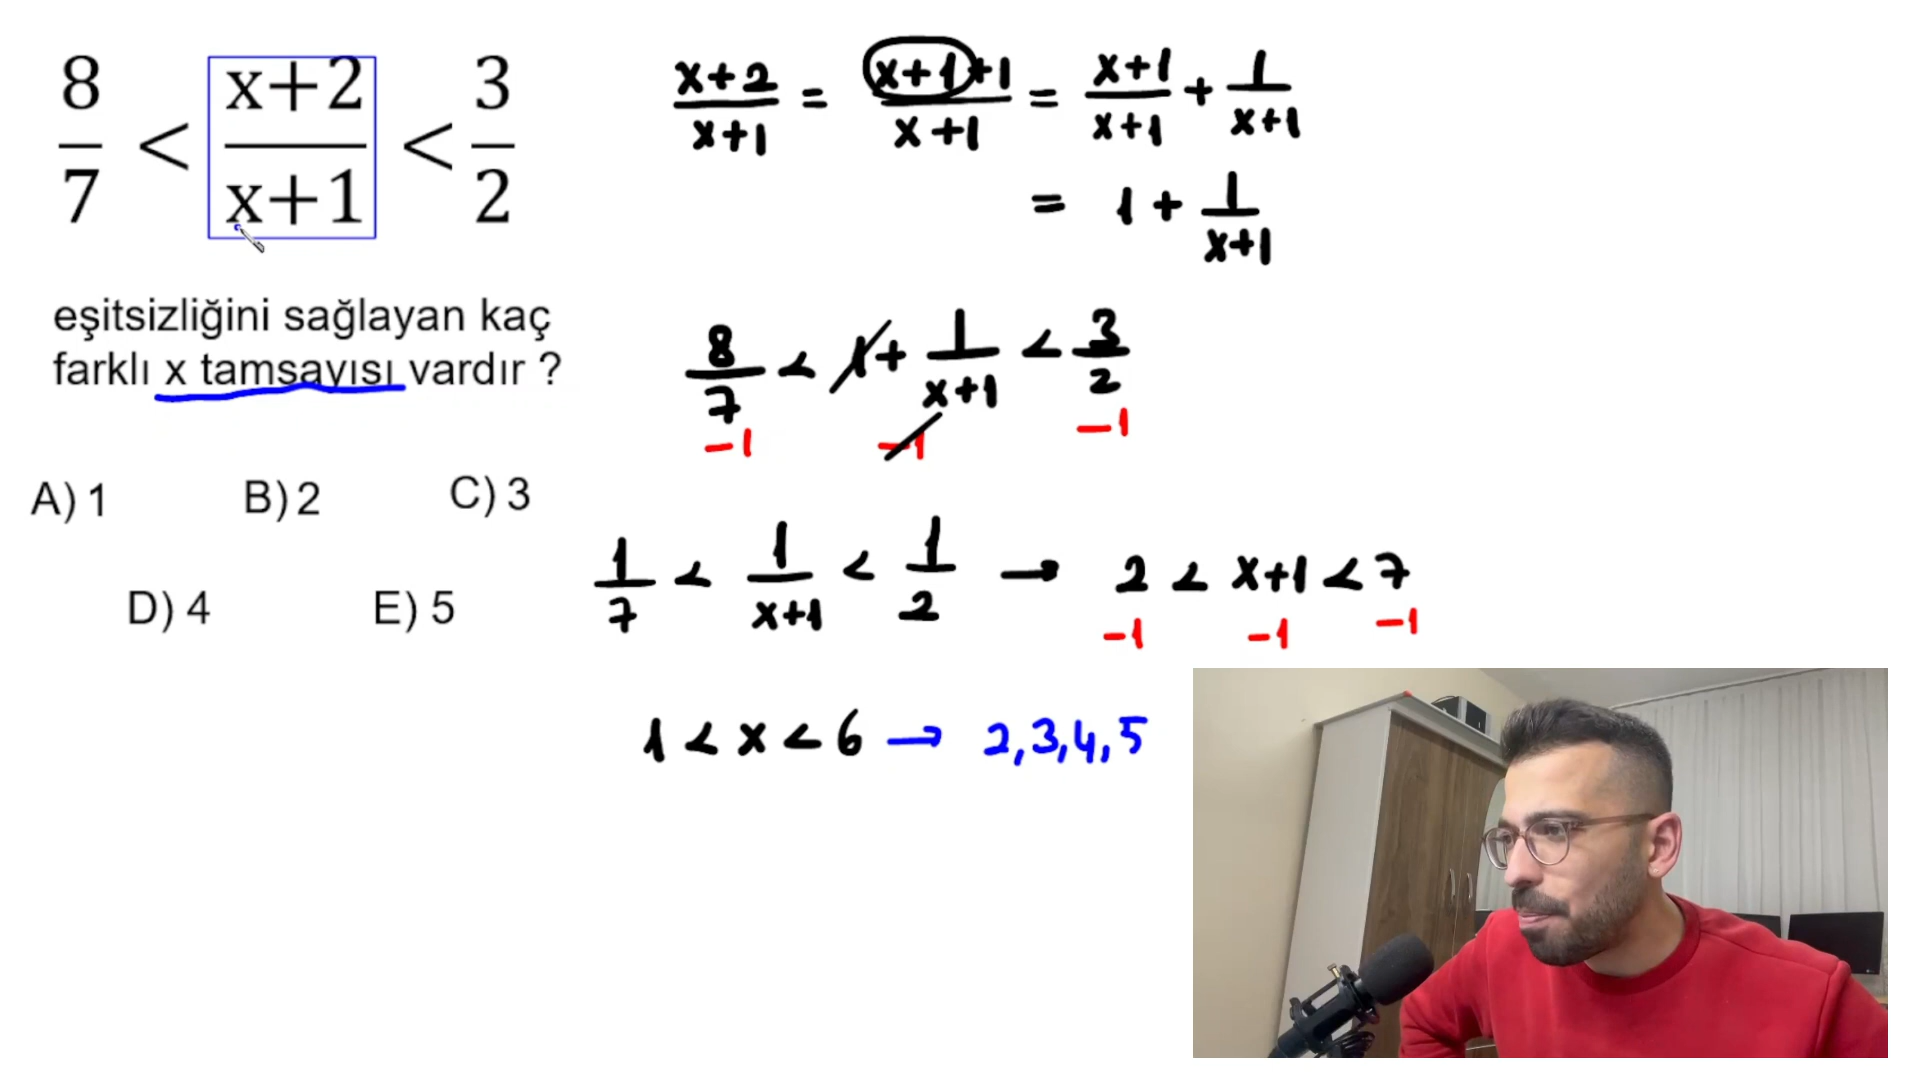 8/7 < x+2/x+1 < 3/2
eşitsizliğini sağlayan kaç
farklı x tamsayısı vardır ?
A) 1 B) 2 C) 3
D) 4 E) 5
x+2/x+1 = x+1+1/x+1 = x+1/x+1 + 1/x+1
= 1 + 1/x+1
8/7 < 1 + 1/x+1 < 3/2
-1 -1 -1
1/7 < 1/x+1 < 1/2 → 2 < x+1 < 7
-1 -1 -1
1 < x < 6 → 2,3,4,5